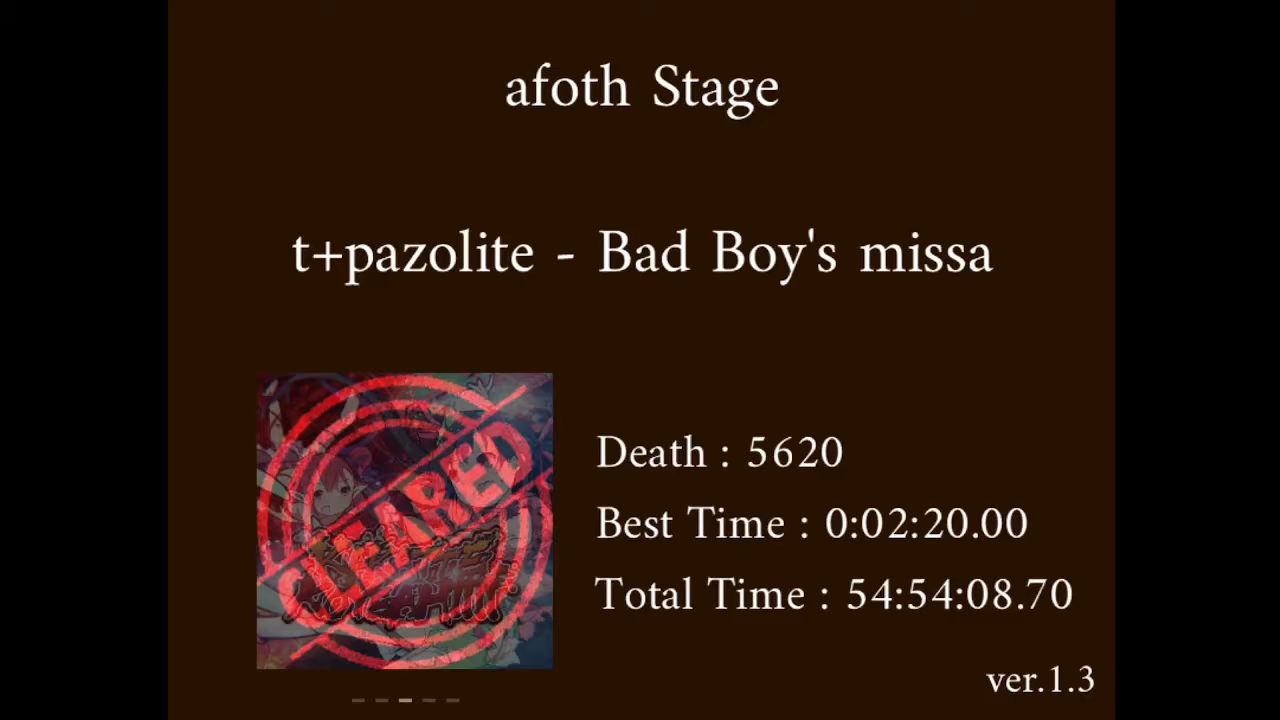 afoth Stage
t+pazolite - Bad Boy's missa
CLEARED
Death : 5620
Best Time : 0:02:20.00
Total Time : 54:54:08.70
ver.1.3